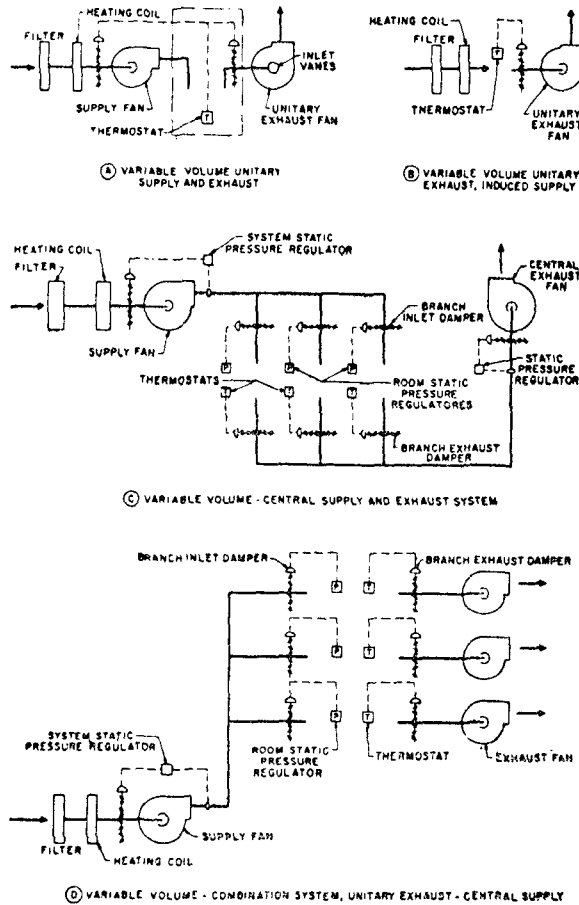 HEATING COIL
FILTER
SUPPLY FAN
THERMOSTAT
T
INLET
VANES
UNITARY
EXHAUST FAN
A VARIABLE VOLUME UNITARY
SUPPLY AND EXHAUST
HEATING COIL
FILTER
T
THERMOSTAT
UNITARY
EXHAUST
FAN
B VARIABLE VOLUME UNITARY
EXHAUST, INDUCED SUPPLY
HEATING COIL
FILTER
SUPPLY FAN
SYSTEM STATIC
PRESSURE REGULATOR
CENTRAL
EXHAUST
FAN
BRANCH
INLET DAMPER
STATIC
PRESSURE
REGULATOR
P P P
THERMOSTATS
T T T
ROOM STATIC
PRESSURE
REGULATORES
BRANCH EXHAUST
DAMPER
C VARIABLE VOLUME - CENTRAL SUPPLY AND EXHAUST SYSTEM
BRANCH INLET DAMPER
BRANCH EXHAUST DAMPER
P T
P T
P T
SYSTEM STATIC
PRESSURE REGULATOR
ROOM STATIC
PRESSURE
REGULATOR
THERMOSTAT
EXHAUST FAN
SUPPLY FAN
FILTER
HEATING COIL
D VARIABLE VOLUME - COMBINATION SYSTEM, UNITARY EXHAUST - CENTRAL SUPPLY